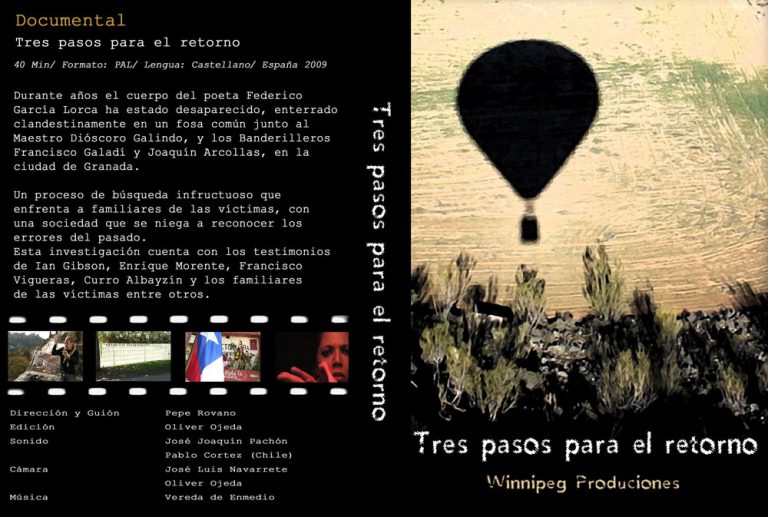 Documental
Tres pasos para el retorno
40 Min/ Formato: PAL/ Lengua: Castellano/ España 2009
Durante años el cuerpo del poeta Federico
García Lorca ha estado desaparecido, enterrado
clandestinamente en un fosa común junto al
Maestro Dióscoro Galindo, y los Banderilleros
Francisco Galadí y Joaquín Arcollas, en la
ciudad de Granada.
Un proceso de búsqueda infructuoso que
enfrenta a familiares de las víctimas, con
una sociedad que se niega a reconocer los
errores del pasado.
Esta investigación cuenta con los testimonios
de Ian Gibson, Enrique Morente, Francisco
Vigueras, Curro Albayzín y los familiares
de las víctimas entre otros.
Dirección y Guión Pepe Rovano
Edición Oliver Ojeda
Sonido José Joaquín Pachón
Pablo Cortez (Chile)
Cámara José Luis Navarrete
Oliver Ojeda
Música Vereda de Enmedio
Tres pasos para el retorno
Tres pasos para el retorno
Winnipeg Produciones